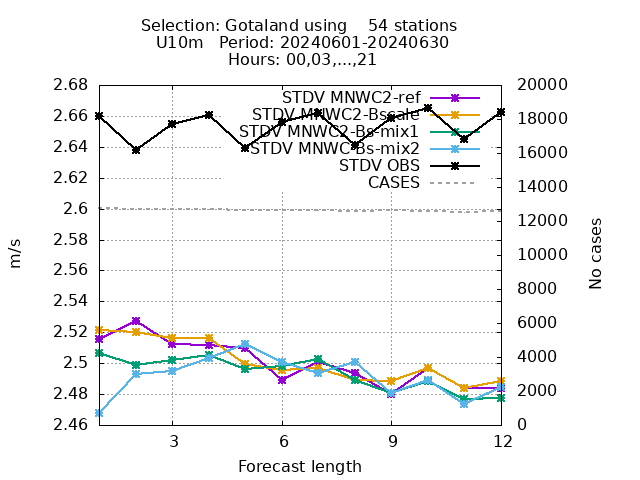 Selection: Gotaland using    54 stations
U10m   Period: 20240601-20240630
Hours: 00,03,...,21
2.68
2.66
2.64
2.62
2.6
2.58
2.56
2.54
2.52
2.5
2.48
2.46
m/s
STDV MNWC2-ref
STDV MNWC2-Bscale
STDV MNWC2-Bs-mix1
STDV MNWC-Bs-mix2
STDV OBS
CASES
20000
18000
16000
14000
12000
10000
8000
6000
4000
2000
0
No cases
3 6 9 12
Forecast length